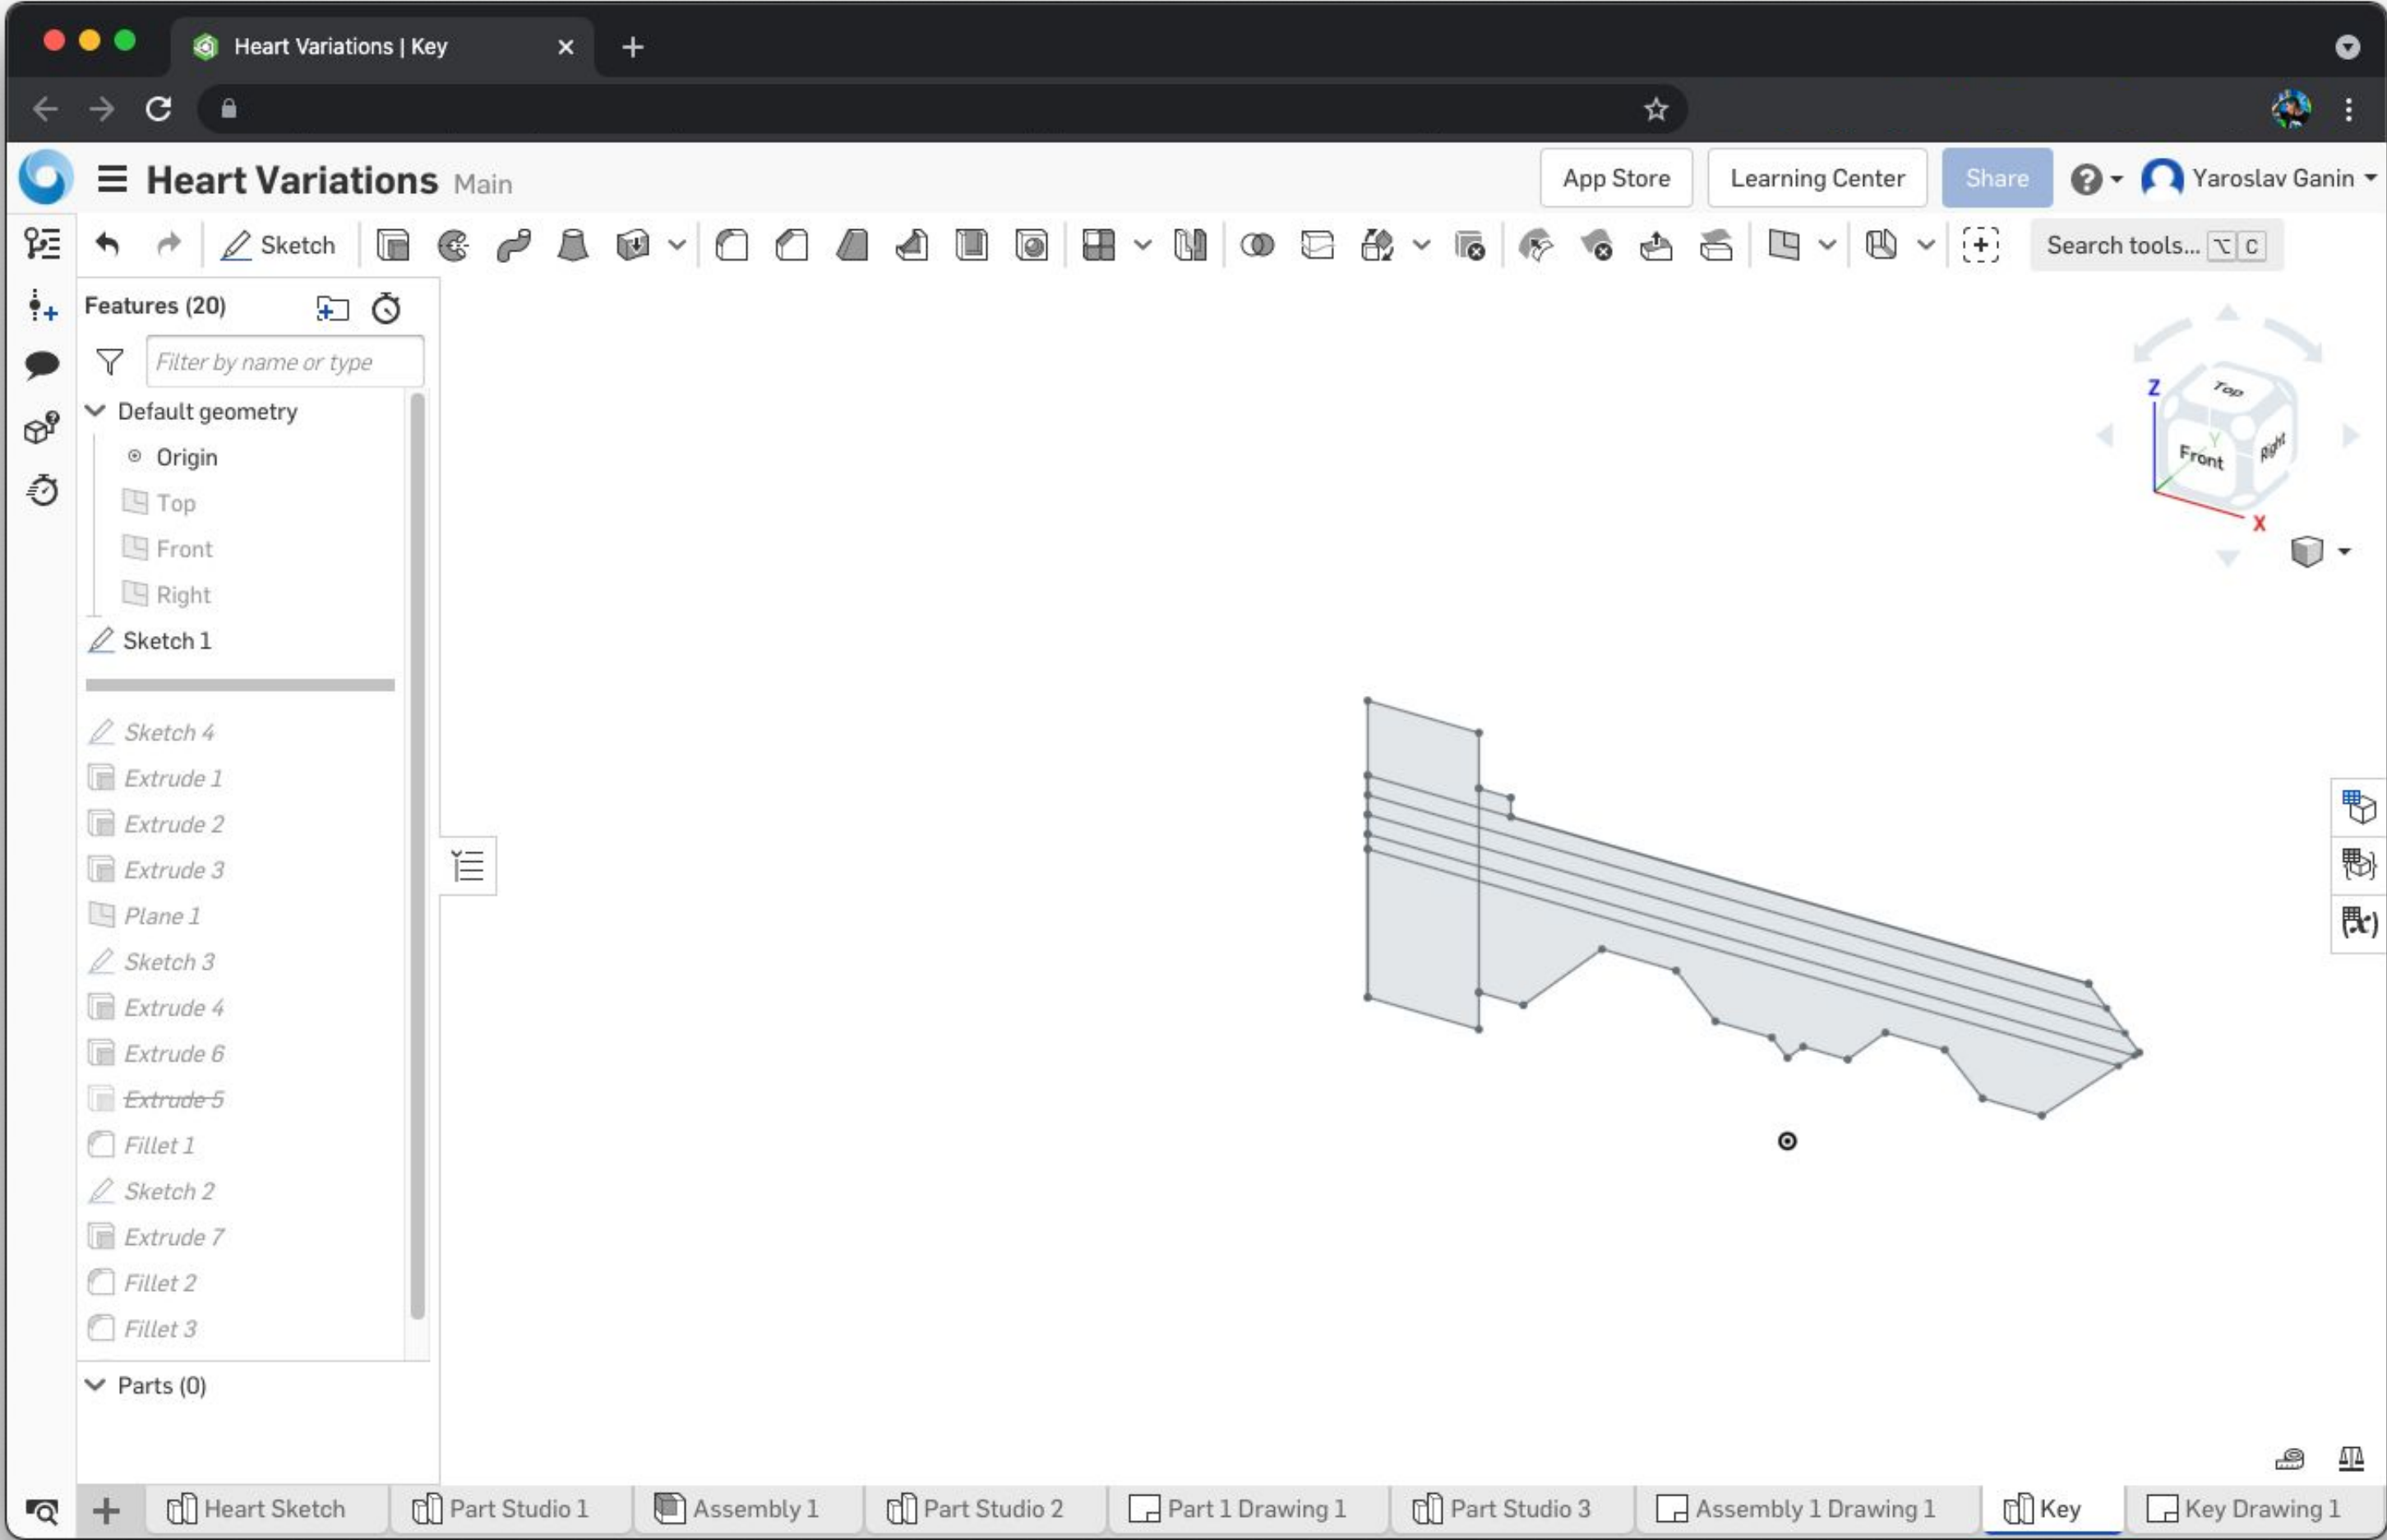 Heart Variations | Key
Heart Variations Main
App Store
Learning Center
Share
Yaroslav Ganin
Sketch
Search tools... ⌥ C
Features (20)
Filter by name or type
Default geometry
Origin
Top
Front
Right
Sketch 1
Sketch 4
Extrude 1
Extrude 2
Extrude 3
Plane 1
Sketch 3
Extrude 4
Extrude 6
Extrude 5
Fillet 1
Sketch 2
Extrude 7
Fillet 2
Fillet 3
Parts (0)
Z
Top
Y
Front
Right
X
(x)
Heart Sketch
Part Studio 1
Assembly 1
Part Studio 2
Part 1 Drawing 1
Part Studio 3
Assembly 1 Drawing 1
Key
Key Drawing 1